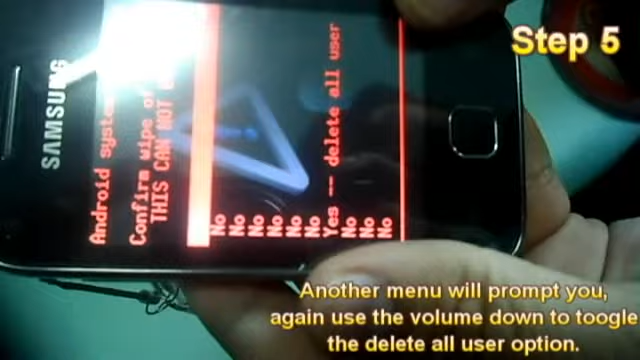 Step 5
SAMSUNG
Android system
Confirm wipe of
THIS CAN NOT
No
No
No
No
No
No
Yes -- delete all user
No
No
No
Another menu will prompt you,
again use the volume down to toogle
the delete all user option.